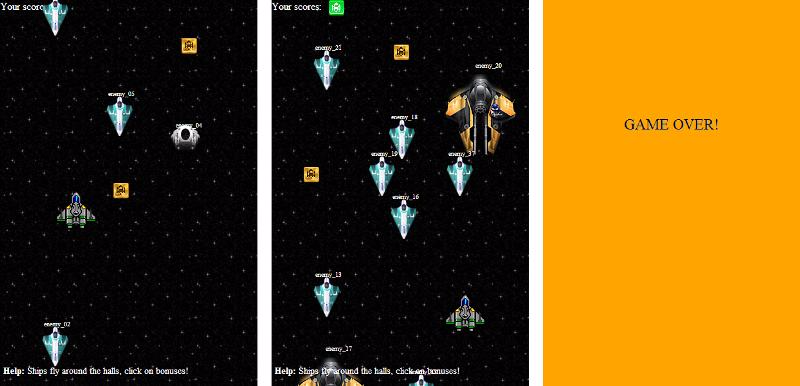 Your score
enemy_05
enemy_04
enemy_02
Help: Ships fly around the halls, click on bonuses!
Your scores:
enemy_21
enemy_20
enemy_18
enemy_19
enemy_16
enemy_13
enemy_17
Help: Ships fly around the halls, click on bonuses!
GAME OVER!